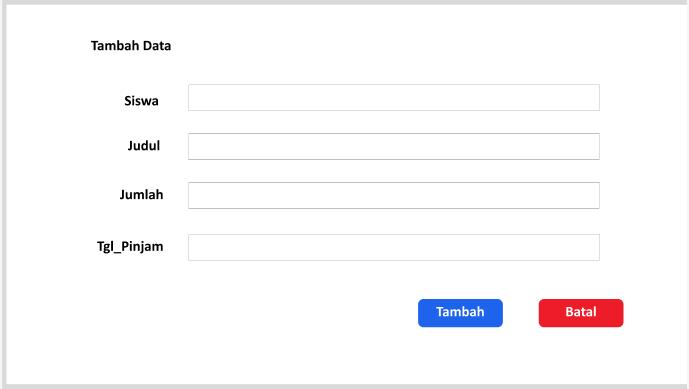 Tambah Data
Siswa
Judul
Jumlah
Tgl_Pinjam
Tambah Batal